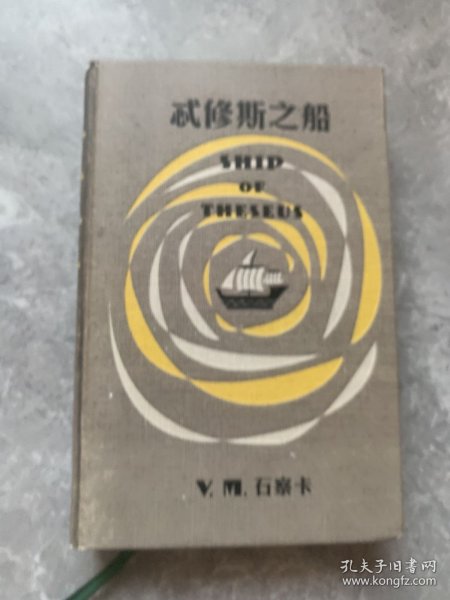 忒修斯之船
SHIP
OF
THESEUS
V. M. 石察卡
孔夫子旧书网
www.kongfz.com